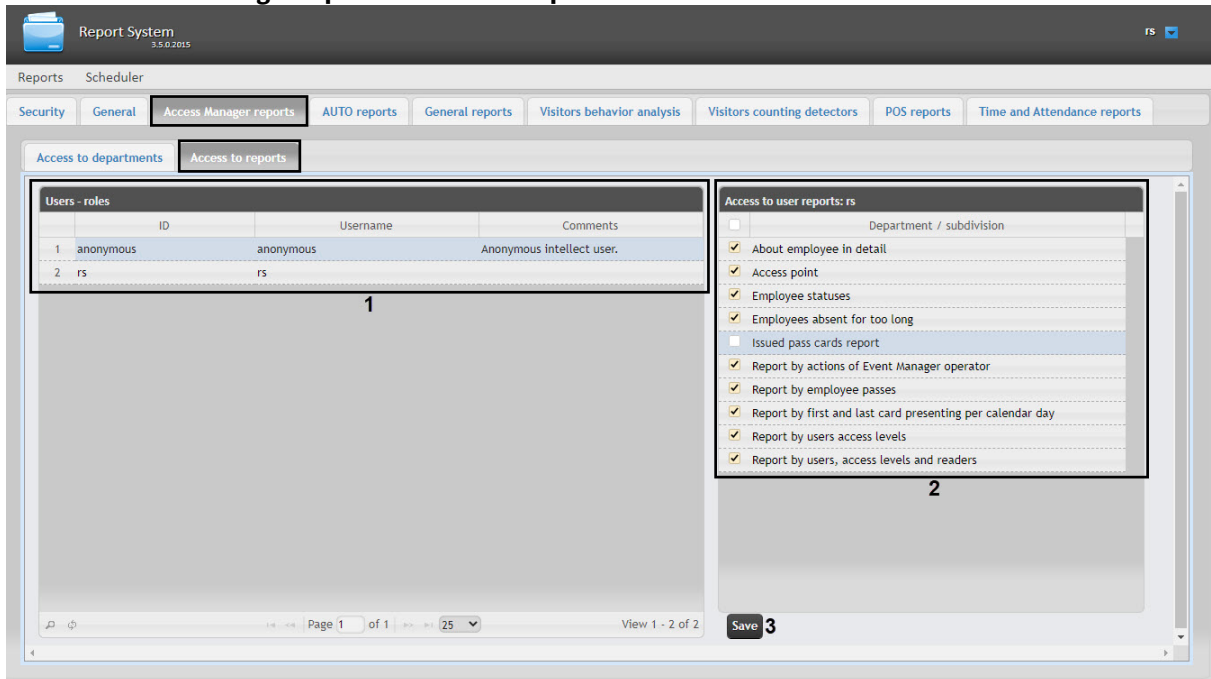 Report System
3.5.0.2015
rs
Reports Scheduler
Security General Access Manager reports AUTO reports General reports Visitors behavior analysis Visitors counting detectors POS reports Time and Attendance reports
Access to departments Access to reports
Users - roles
ID Username Comments
1 anonymous anonymous Anonymous intellect user.
2 rs rs
1
Access to user reports: rs
Department / subdivision
About employee in detail
Access point
Employee statuses
Employees absent for too long
Issued pass cards report
Report by actions of Event Manager operator
Report by employee passes
Report by first and last card presenting per calendar day
Report by users access levels
Report by users, access levels and readers
2
Page 1 of 1 25 View 1 - 2 of 2
Save 3